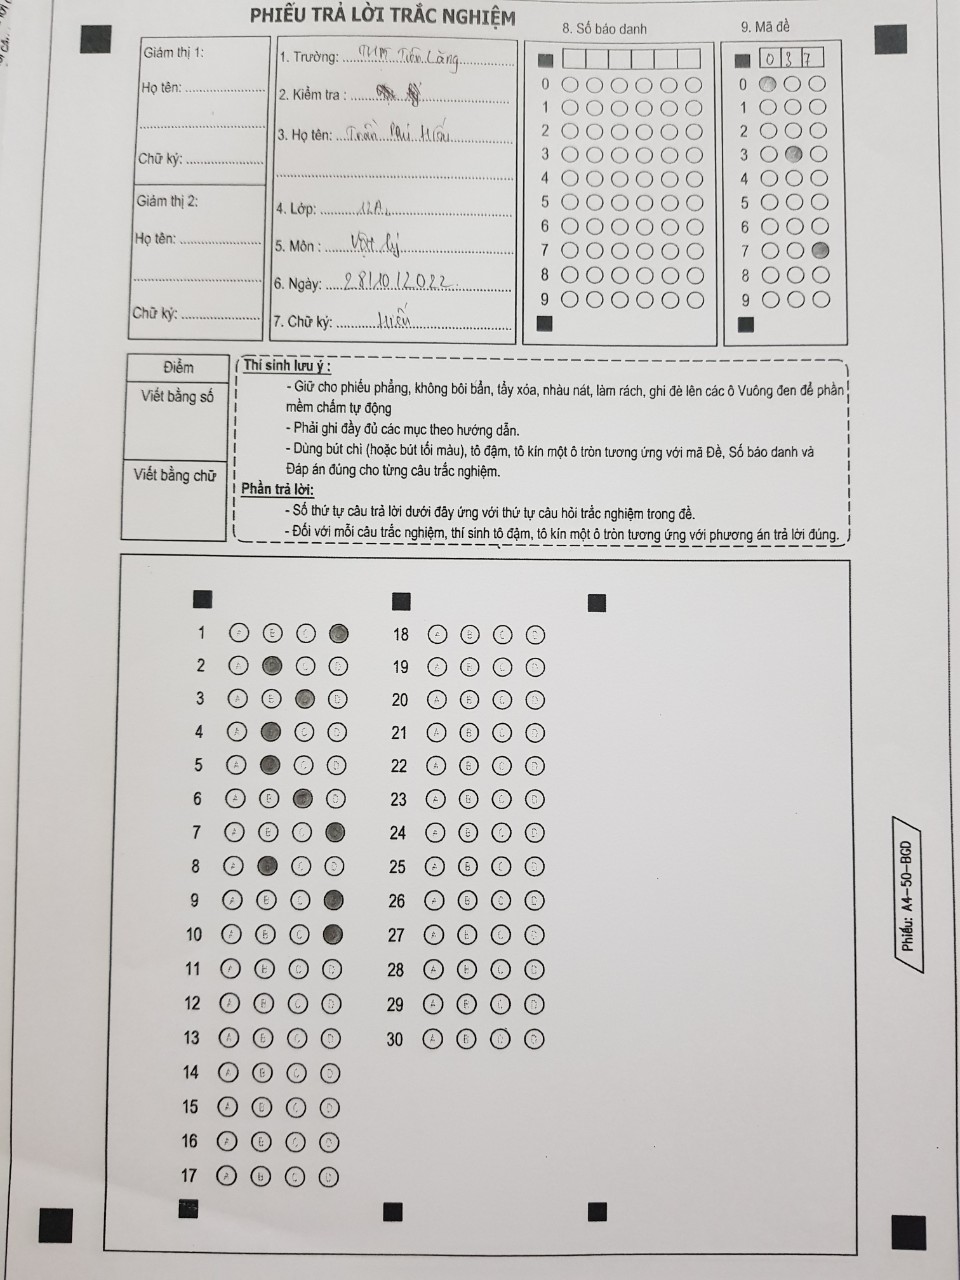 PHIẾU TRẢ LỜI TRẮC NGHIỆM
Giám thị 1:
Họ tên:
Chữ ký:
Giám thị 2:
Họ tên:
Chữ ký:
1. Trường: THPT Tiên Lãng
2. Kiểm tra :
3. Họ tên: Trần Phú Hiếu
4. Lớp: 12A1
5. Môn : Vật lý
6. Ngày: 28/10/2022
7. Chữ ký: Hiếu
8. Số báo danh
0
1
2
3
4
5
6
7
8
9
9. Mã đề
0 3 7
0
1
2
3
4
5
6
7
8
9
Điểm
Viết bằng số
Viết bằng chữ
Thí sinh lưu ý :
- Giữ cho phiếu phẳng, không bôi bẩn, tẩy xóa, nhàu nát, làm rách, ghi đè lên các ô Vuông đen để phần
mềm chấm tự động
- Phải ghi đầy đủ các mục theo hướng dẫn.
- Dùng bút chì (hoặc bút tối màu), tô đậm, tô kín một ô tròn tương ứng với mã Đề, Số báo danh và
Đáp án đúng cho từng câu trắc nghiệm.
Phần trả lời:
- Số thứ tự câu trả lời dưới đây ứng với thứ tự câu hỏi trắc nghiệm trong đề.
- Đối với mỗi câu trắc nghiệm, thí sinh tô đậm, tô kín một ô tròn tương ứng với phương án trả lời đúng.
1 A B C
2 A C D
3 A B D
4 A C D
5 A C D
6 A B D
7 A B C
8 A C D
9 A B C
10 A B C
11 A B C D
12 A B C D
13 A B C D
14 A B C D
15 A B C D
16 A B C D
17 A B C D
18 A B C D
19 A B C D
20 A B C D
21 A B C D
22 A B C D
23 A B C D
24 A B C D
25 A B C D
26 A B C D
27 A B C D
28 A B C D
29 A B C D
30 A B C D
Phiếu: A4-50-BGD